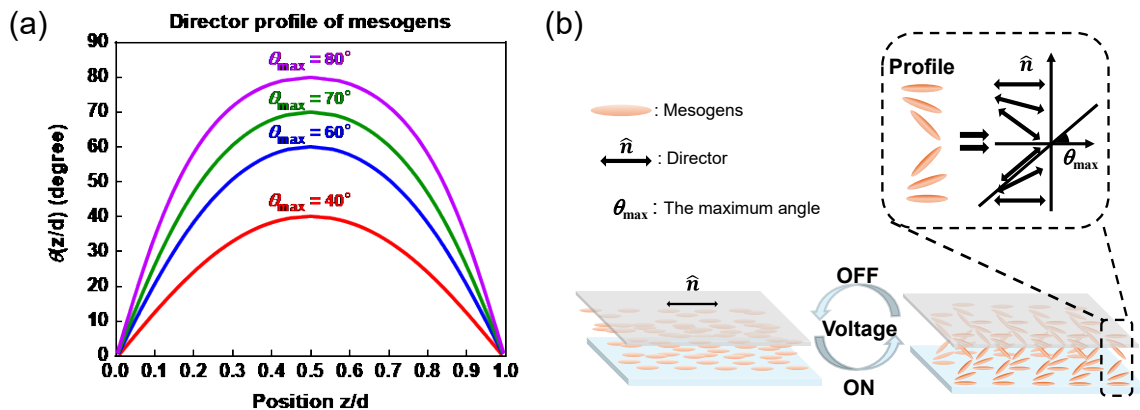 (a)
Director profile of mesogens
θmax = 80°
θmax = 70°
θmax = 60°
θmax = 40°
θ(z/d) (degree)
90
80
70
60
50
40
30
20
10
0
0.0 0.1 0.2 0.3 0.4 0.5 0.6 0.7 0.8 0.9 1.0
Position z/d
(b)
Profile
n̂
θmax
: Mesogens
n̂
: Director
θmax : The maximum angle
n̂
OFF
Voltage
ON